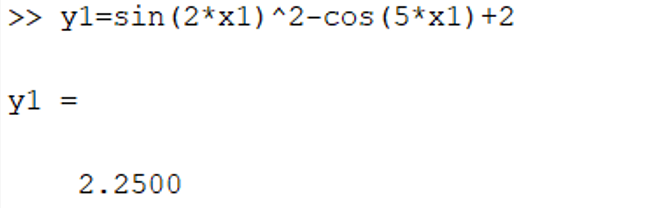 >> y1=sin(2*x1)^2-cos(5*x1)+2
y1 =
2.2500